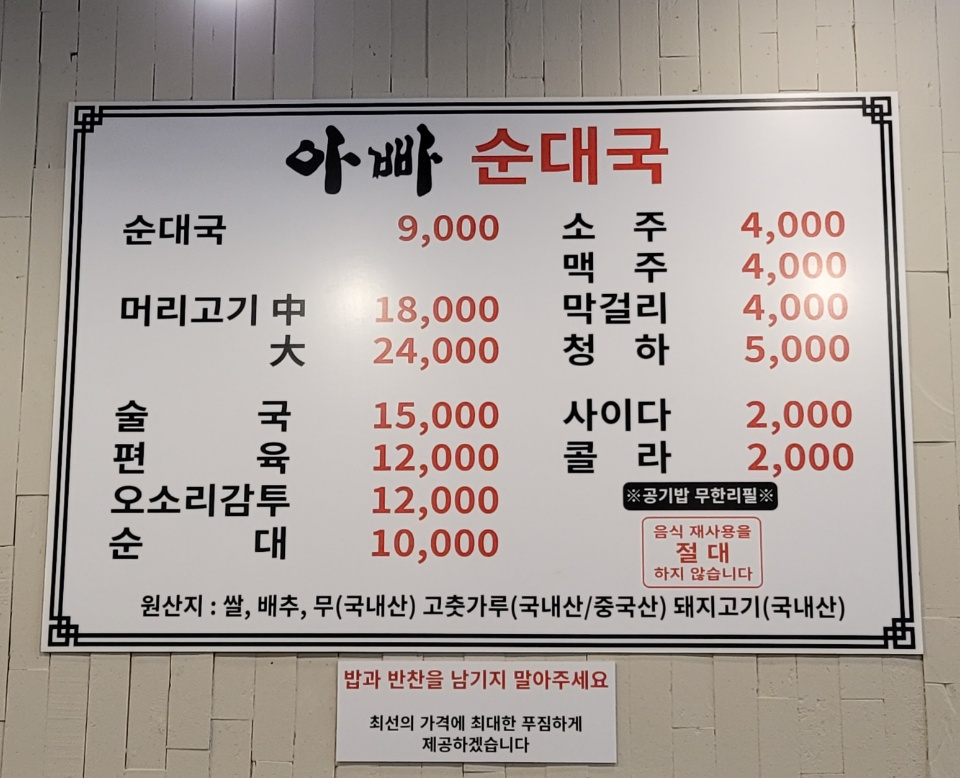 아빠 순대국
순대국 9,000
머리고기 中 18,000
大 24,000
술국 15,000
편육 12,000
오소리감투 12,000
순대 10,000
소주 4,000
맥주 4,000
막걸리 4,000
청하 5,000
사이다 2,000
콜라 2,000
※공기밥 무한리필※
음식 재사용을
절대
하지 않습니다
원산지 : 쌀, 배추, 무(국내산) 고춧가루(국내산/중국산) 돼지고기(국내산)
밥과 반찬을 남기지 말아주세요
최선의 가격에 최대한 푸짐하게
제공하겠습니다